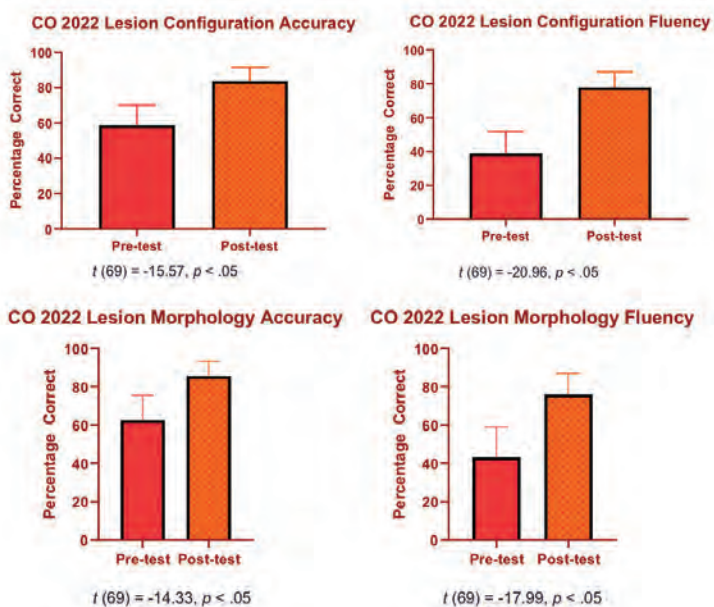 CO 2022 Lesion Configuration Accuracy
Percentage Correct
100
80
60
40
20
0
Pre-test Post-test
t (69) = -15.57, p < .05
CO 2022 Lesion Configuration Fluency
Percentage Correct
100
80
60
40
20
0
Pre-test Post-test
t (69) = -20.96, p < .05
CO 2022 Lesion Morphology Accuracy
Percentage Correct
100
80
60
40
20
0
Pre-test Post-test
t (69) = -14.33, p < .05
CO 2022 Lesion Morphology Fluency
Percentage Correct
100
80
60
40
20
0
Pre-test Post-test
t (69) = -17.99, p < .05